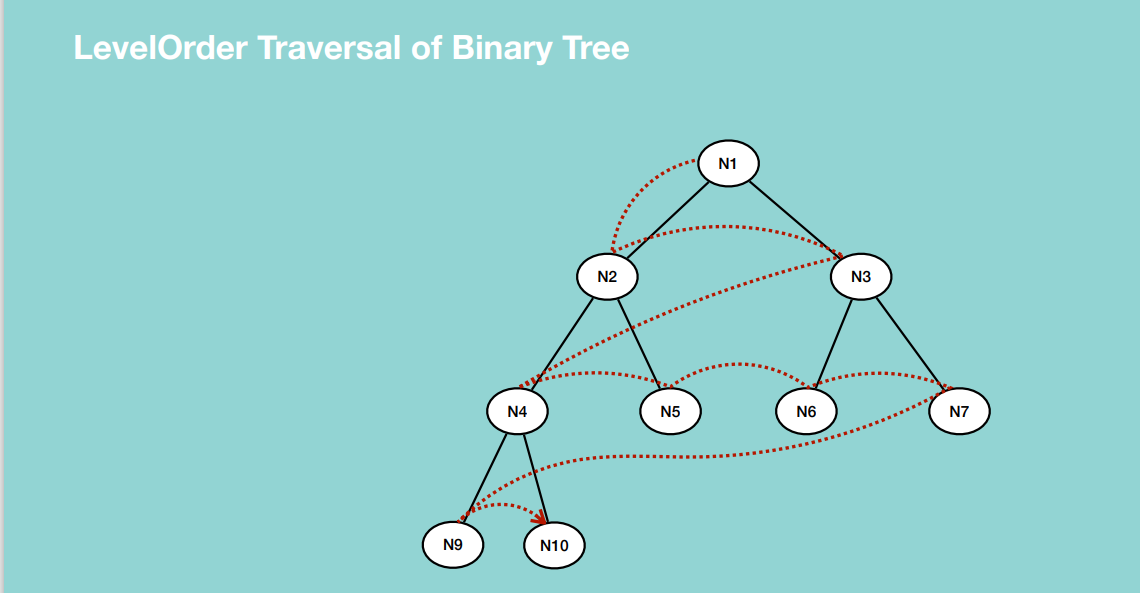 LevelOrder Traversal of Binary Tree
N1
N2
N3
N4
N5
N6
N7
N9
N10